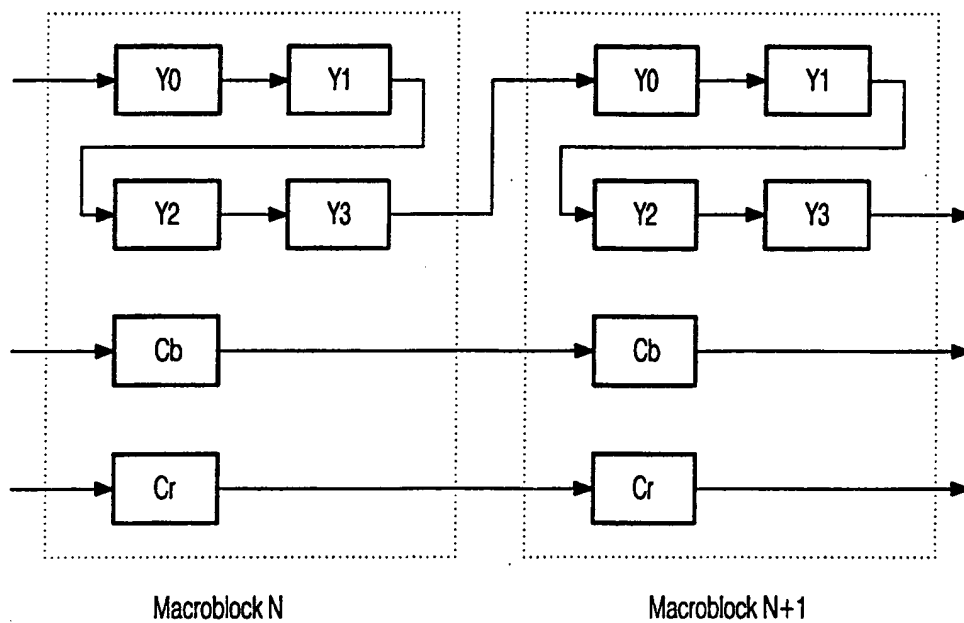 Y0 Y1 Y0 Y1
Y2 Y3 Y2 Y3
Cb Cb
Cr Cr
Macroblock N Macroblock N+1